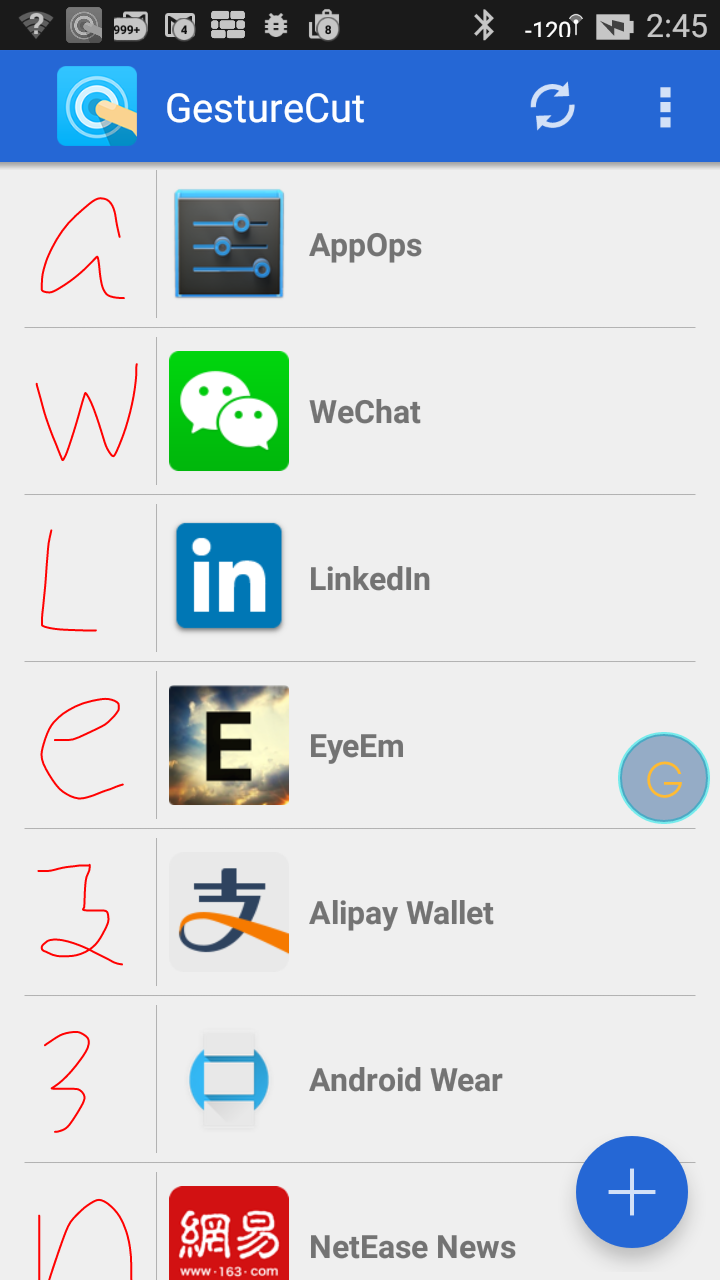 999+ 4 8 -120 2:45
GestureCut
a AppOps
w WeChat
L in LinkedIn
e E EyeEm
G
3 支 Alipay Wallet
3 Android Wear
n 網易 NetEase News
www·163·com